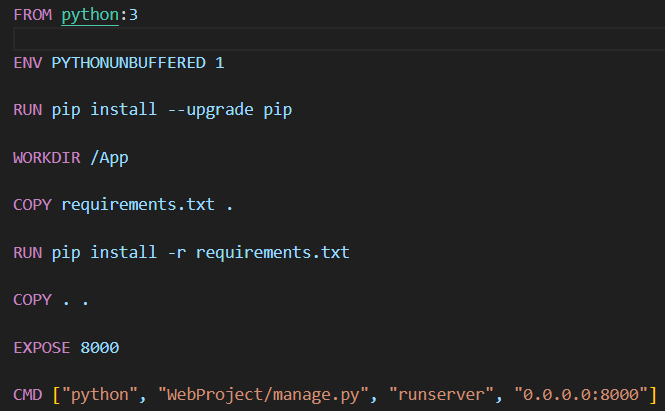 FROM python:3
ENV PYTHONUNBUFFERED 1
RUN pip install --upgrade pip
WORKDIR /App
COPY requirements.txt .
RUN pip install -r requirements.txt
COPY . .
EXPOSE 8000
CMD ["python", "WebProject/manage.py", "runserver", "0.0.0.0:8000"]